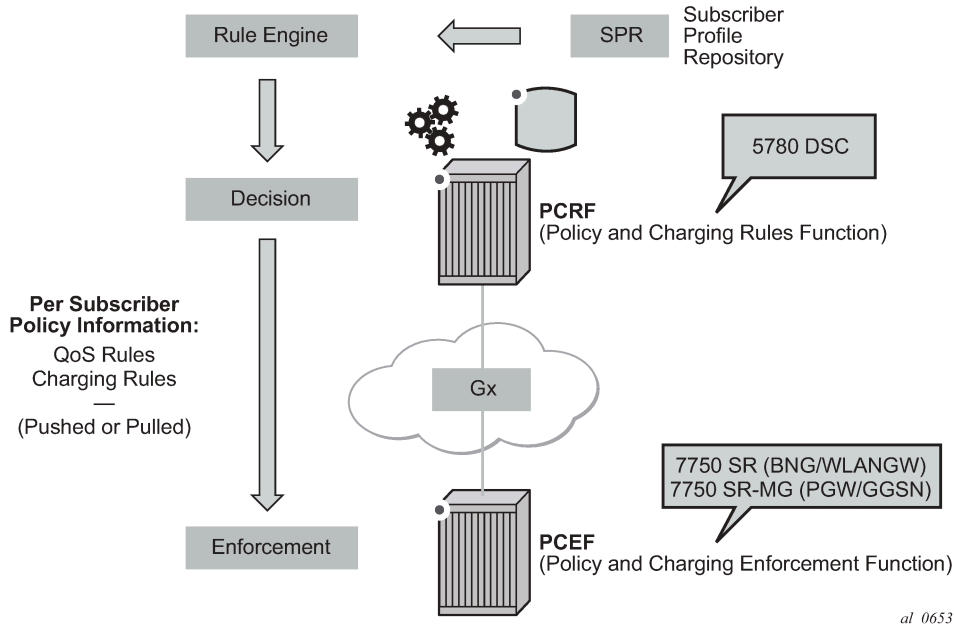 Rule Engine
SPR
Subscriber
Profile
Repository
5780 DSC
Decision
PCRF
(Policy and Charging Rules Function)
Per Subscriber
Policy Information:
QoS Rules
Charging Rules
—
(Pushed or Pulled)
Gx
7750 SR (BNG/WLANGW)
7750 SR-MG (PGW/GGSN)
Enforcement
PCEF
(Policy and Charging Enforcement Function)
al_0653